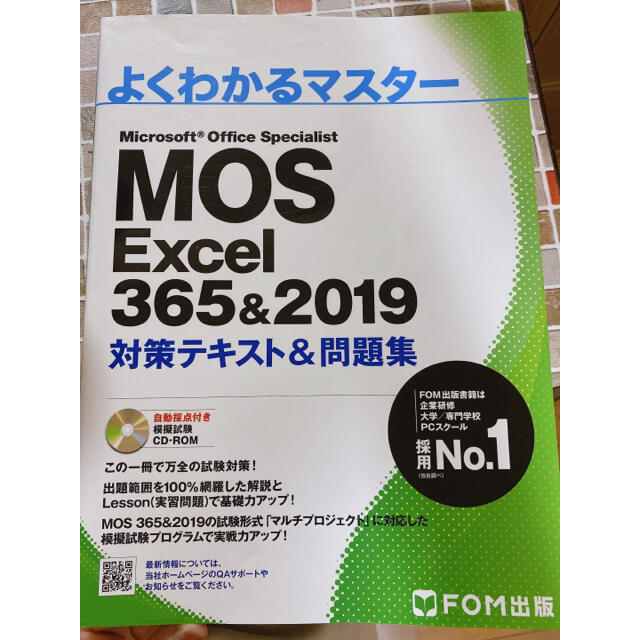 よくわかるマスター
Microsoft® Office Specialist
MOS
Excel
365&2019
対策テキスト&問題集
自動採点付き
模擬試験
CD-ROM
FOM出版書籍は
企業研修
大学/専門学校
PCスクール
採用No.1
(当社調べ)
この一冊で万全の試験対策!
出題範囲を100%網羅した解説と
Lesson(実習問題)で基礎力アップ!
MOS 365&2019の試験形式「マルチプロジェクト」に対応した
模擬試験プログラムで実戦力アップ!
最新情報については、
当社ホームページのQAサポートや
お知らせをご覧ください。
FOM出版